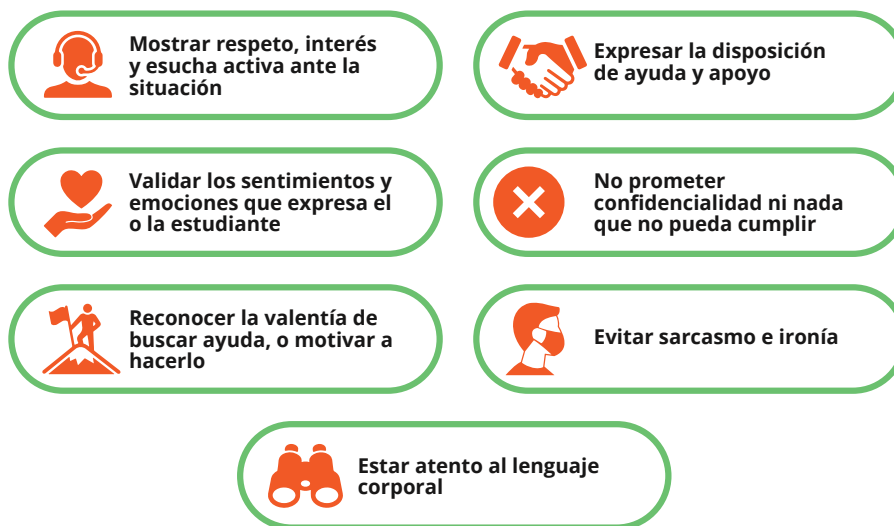 Mostrar respeto, interés
y esucha activa ante la
situación
Expresar la disposición
de ayuda y apoyo
Validar los sentimientos y
emociones que expresa el
o la estudiante
No prometer
confidencialidad ni nada
que no pueda cumplir
Reconocer la valentía de
buscar ayuda, o motivar a
hacerlo
Evitar sarcasmo e ironía
Estar atento al lenguaje
corporal